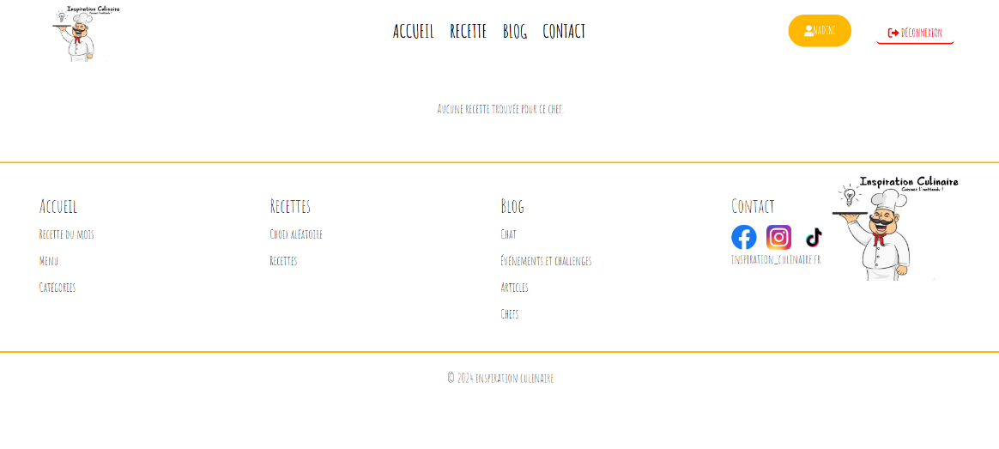 Inspiration Culinaire
Cuisinez l'inattendu !
ACCUEIL RECETTE BLOG CONTACT
NADINE
DÉCONNEXION
Aucune recette trouvée pour ce chef.
Accueil
Recette du mois
Menu
Catégories
Recettes
Choix aléatoire
Recettes
Blog
Chat
Événements et challenges
Articles
Chefs
Contact
inspiration_culinaire.fr
Inspiration Culinaire
Cuisinez l'inattendu !
© 2024 inspiration culinaire